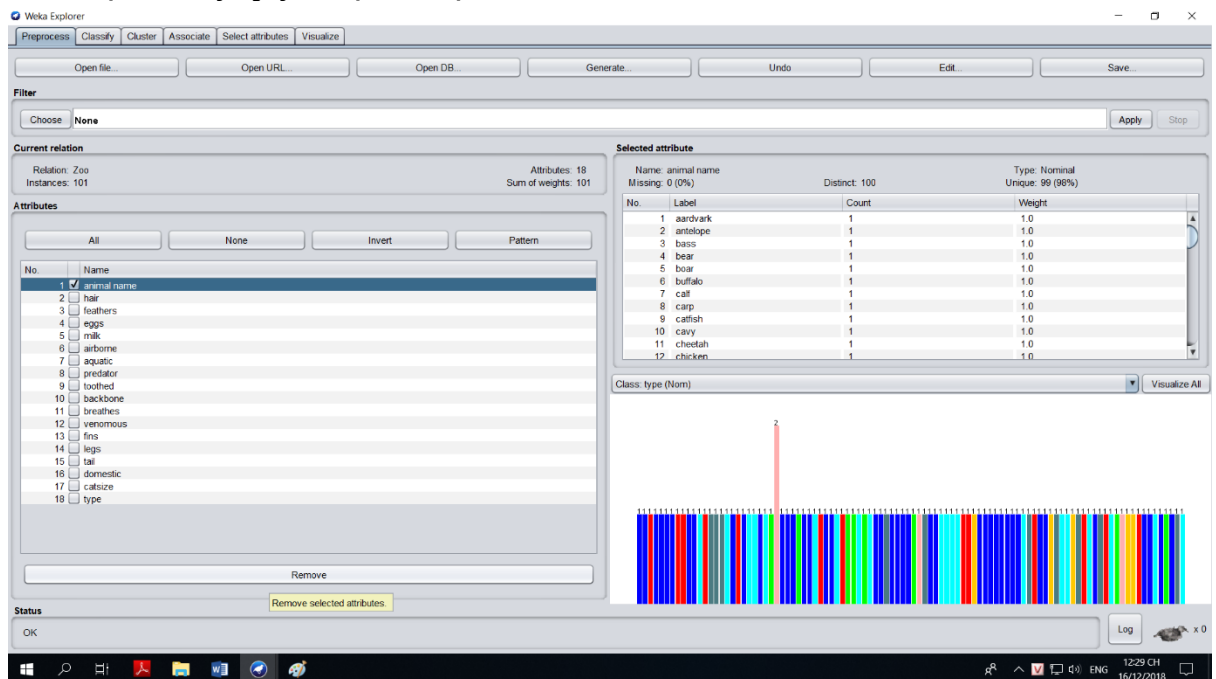 Weka Explorer
Preprocess Classify Cluster Associate Select attributes Visualize
Open file... Open URL... Open DB... Generate... Undo Edit... Save...
Filter
Choose None Apply Stop
Current relation
Relation: Zoo Attributes: 18
Instances: 101 Sum of weights: 101
Attributes
All None Invert Pattern
No. Name
1 animal name
2 hair
3 feathers
4 eggs
5 milk
6 airborne
7 aquatic
8 predator
9 toothed
10 backbone
11 breathes
12 venomous
13 fins
14 legs
15 tail
16 domestic
17 catsize
18 type
Remove
Remove selected attributes.
Selected attribute
Name: animal name Type: Nominal
Missing: 0 (0%) Distinct: 100 Unique: 99 (98%)
No. Label Count Weight
1 aardvark 1 1.0
2 antelope 1 1.0
3 bass 1 1.0
4 bear 1 1.0
5 boar 1 1.0
6 buffalo 1 1.0
7 calf 1 1.0
8 carp 1 1.0
9 catfish 1 1.0
10 cavy 1 1.0
11 cheetah 1 1.0
12 chicken 1 1.0
Class: type (Nom) Visualize All
2
Status
OK Log x 0
ENG 12:29 CH
16/12/2018